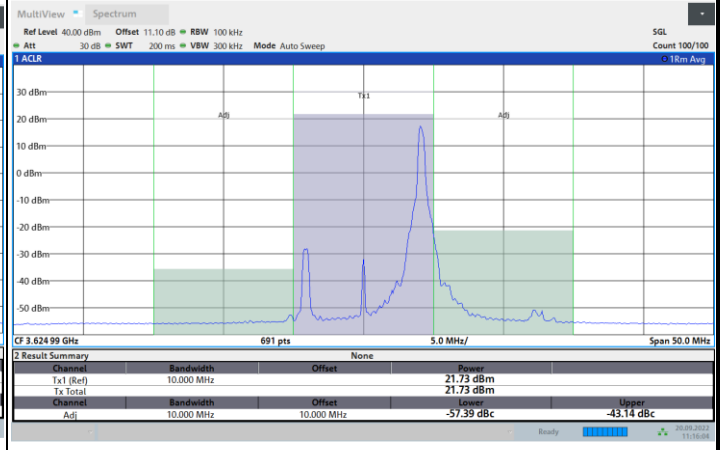 MultiView Spectrum
Ref Level 40.00 dBm Offset 11.10 dB RBW 100 kHz SGL
Att 30 dB SWT 200 ms VBW 300 kHz Mode Auto Sweep Count 100/100
1 ACLR 1Rm Avg
30 dBm
Tx1
20 dBm Adj Adj
10 dBm
0 dBm
-10 dBm
-20 dBm
-30 dBm
-40 dBm
-50 dBm
CF 3.624 99 GHz 691 pts 5.0 MHz/ Span 50.0 MHz
2 Result Summary None
Channel Bandwidth Offset Power
Tx1 (Ref) 10.000 MHz 21.73 dBm
Tx Total 21.73 dBm
Channel Bandwidth Offset Lower Upper
Adj 10.000 MHz 10.000 MHz -57.39 dBc -43.14 dBc
Ready 20.09.2022
11:16:04